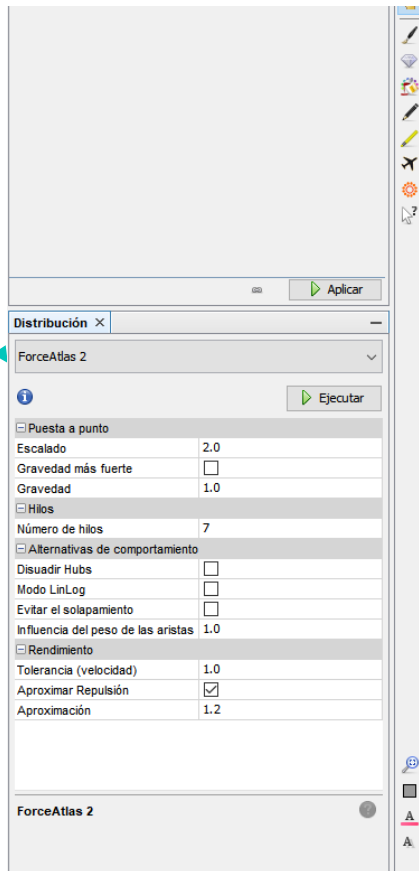 Aplicar
Distribución
ForceAtlas 2
Ejecutar
Puesta a punto
Escalado 2.0
Gravedad más fuerte
Gravedad 1.0
Hilos
Número de hilos 7
Alternativas de comportamiento
Disuadir Hubs
Modo LinLog
Evitar el solapamiento
Influencia del peso de las aristas 1.0
Rendimiento
Tolerancia (velocidad) 1.0
Aproximar Repulsión
Aproximación 1.2
ForceAtlas 2
A
A